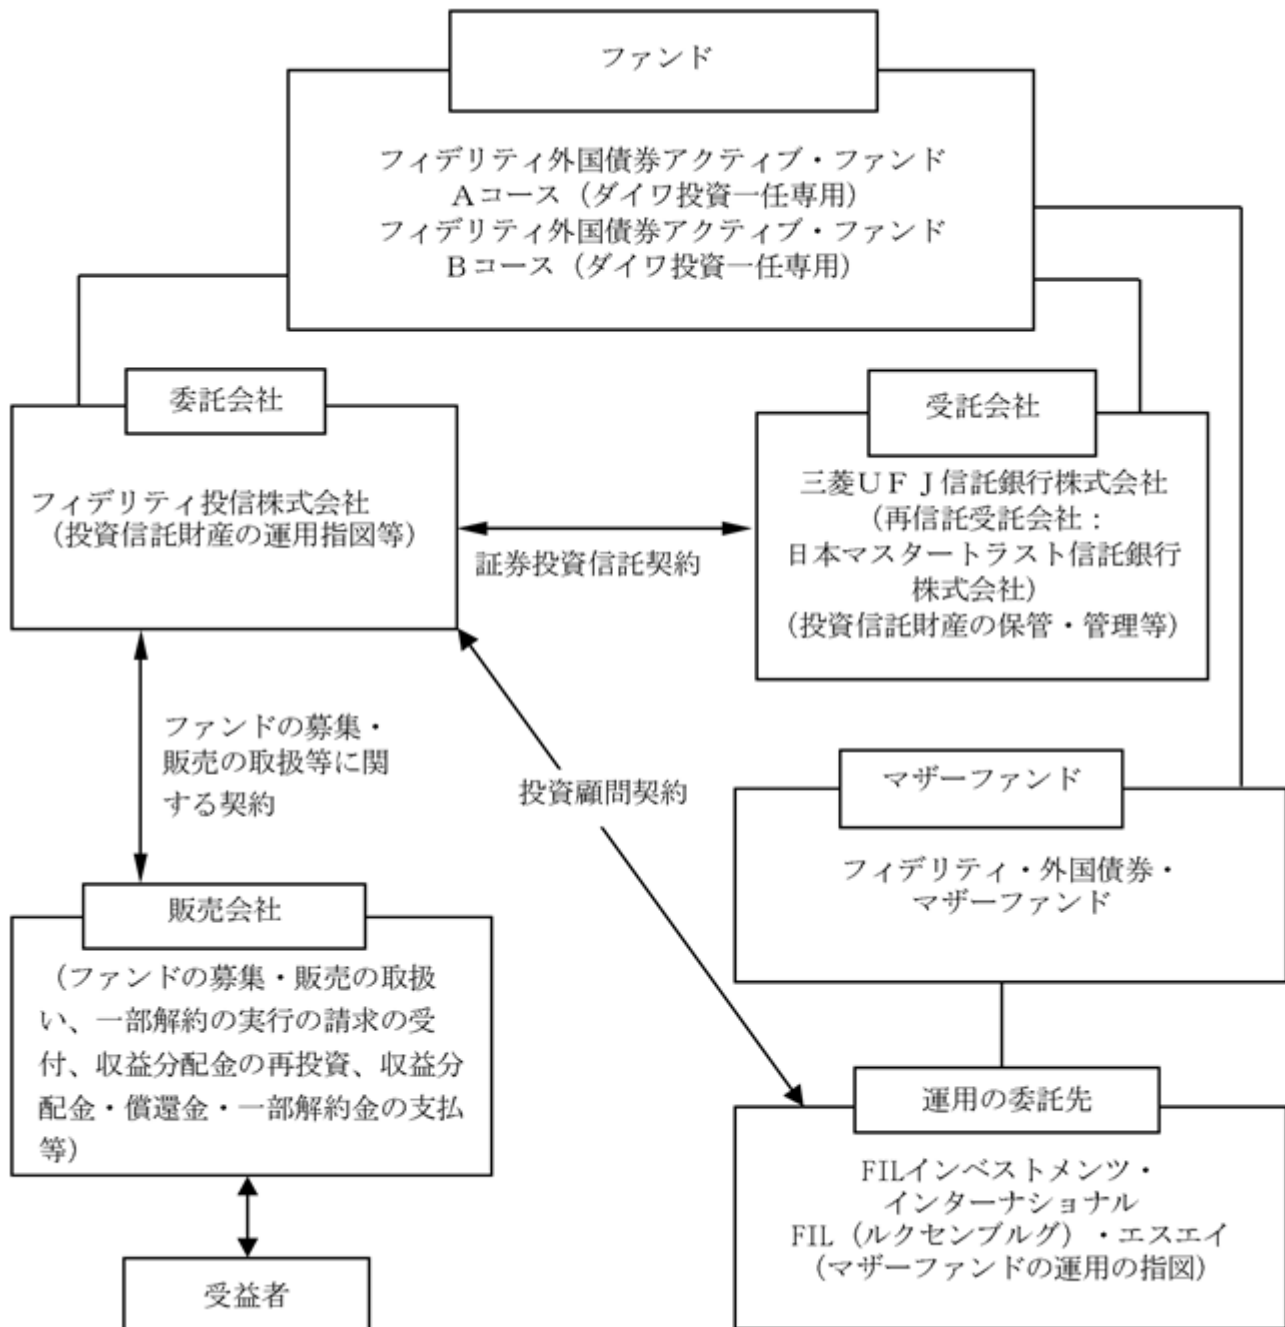 ファンド
フィデリティ外国債券アクティブ・ファンド
Ａコース（ダイワ投資一任専用）
フィデリティ外国債券アクティブ・ファンド
Ｂコース（ダイワ投資一任専用）
委託会社
フィデリティ投信株式会社
（投資信託財産の運用指図等）
証券投資信託契約
受託会社
三菱ＵＦＪ信託銀行株式会社
（再信託受託会社：
日本マスタートラスト信託銀行
株式会社）
（投資信託財産の保管・管理等）
ファンドの募集・
販売の取扱等に関
する契約
投資顧問契約
マザーファンド
フィデリティ・外国債券・
マザーファンド
販売会社
（ファンドの募集・販売の取扱
い、一部解約の実行の請求の受
付、収益分配金の再投資、収益分
配金・償還金・一部解約金の支払
等）
運用の委託先
FILインベストメンツ・
インターナショナル
FIL（ルクセンブルグ）・エスエイ
（マザーファンドの運用の指図）
受益者